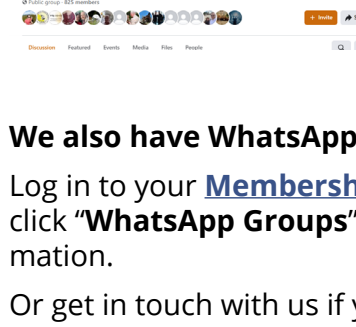 Public group · 825 members
+ Invite
Discussion Featured Events Media Files People
We also have WhatsApp
Log in to your Membersh
click “WhatsApp Groups”
mation.
Or get in touch with us if y